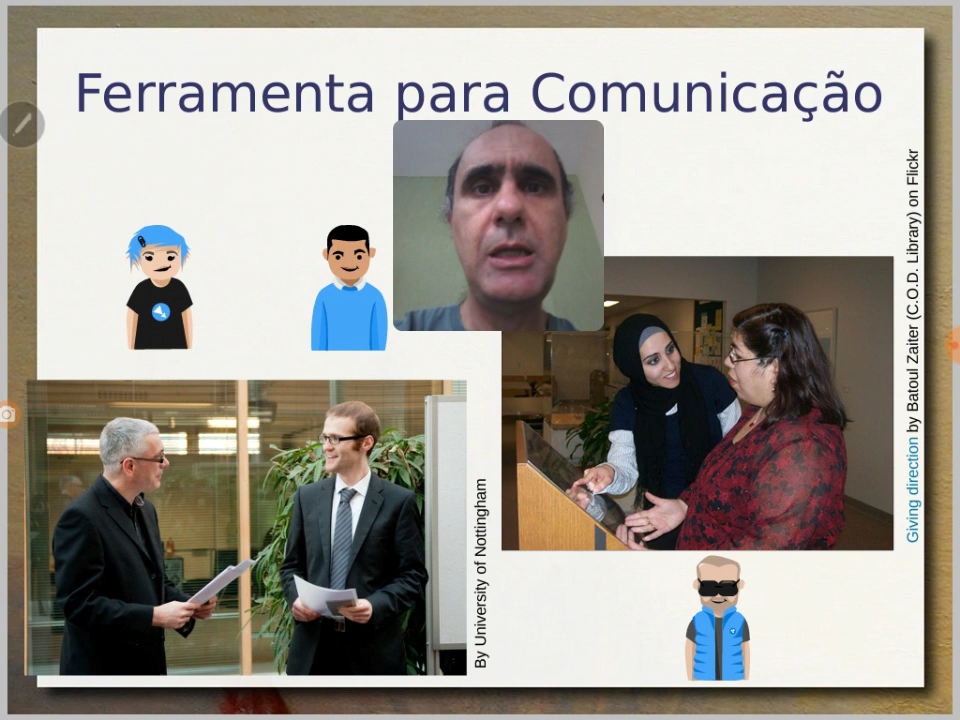 Ferramenta para Comunicação
Giving direction by Batoul Zaiter (C.O.D. Library) on Flickr
By University of Nottingham